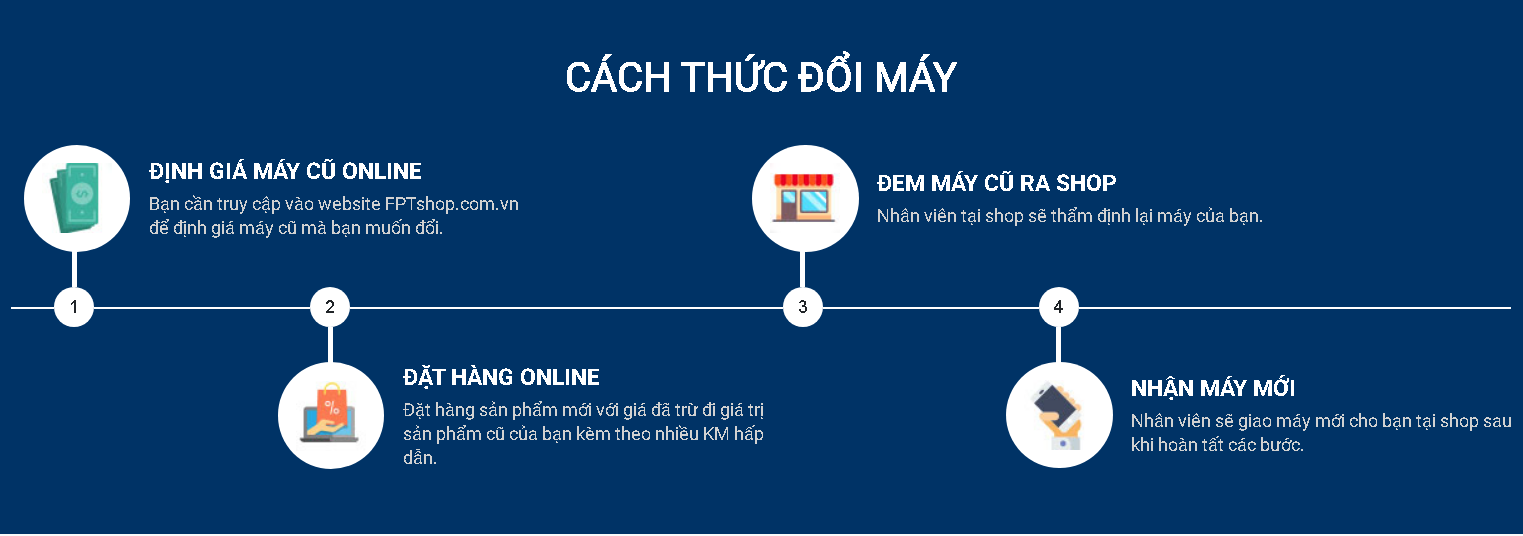 CÁCH THỨC ĐỔI MÁY
ĐỊNH GIÁ MÁY CŨ ONLINE
Bạn cần truy cập vào website FPTshop.com.vn
để định giá máy cũ mà bạn muốn đổi.
1
2
ĐẶT HÀNG ONLINE
Đặt hàng sản phẩm mới với giá đã trừ đi giá trị
sản phẩm cũ của bạn kèm theo nhiều KM hấp
dẫn.
ĐEM MÁY CŨ RA SHOP
Nhân viên tại shop sẽ thẩm định lại máy của bạn.
3
4
NHẬN MÁY MỚI
Nhân viên sẽ giao máy mới cho bạn tại shop sau
khi hoàn tất các bước.